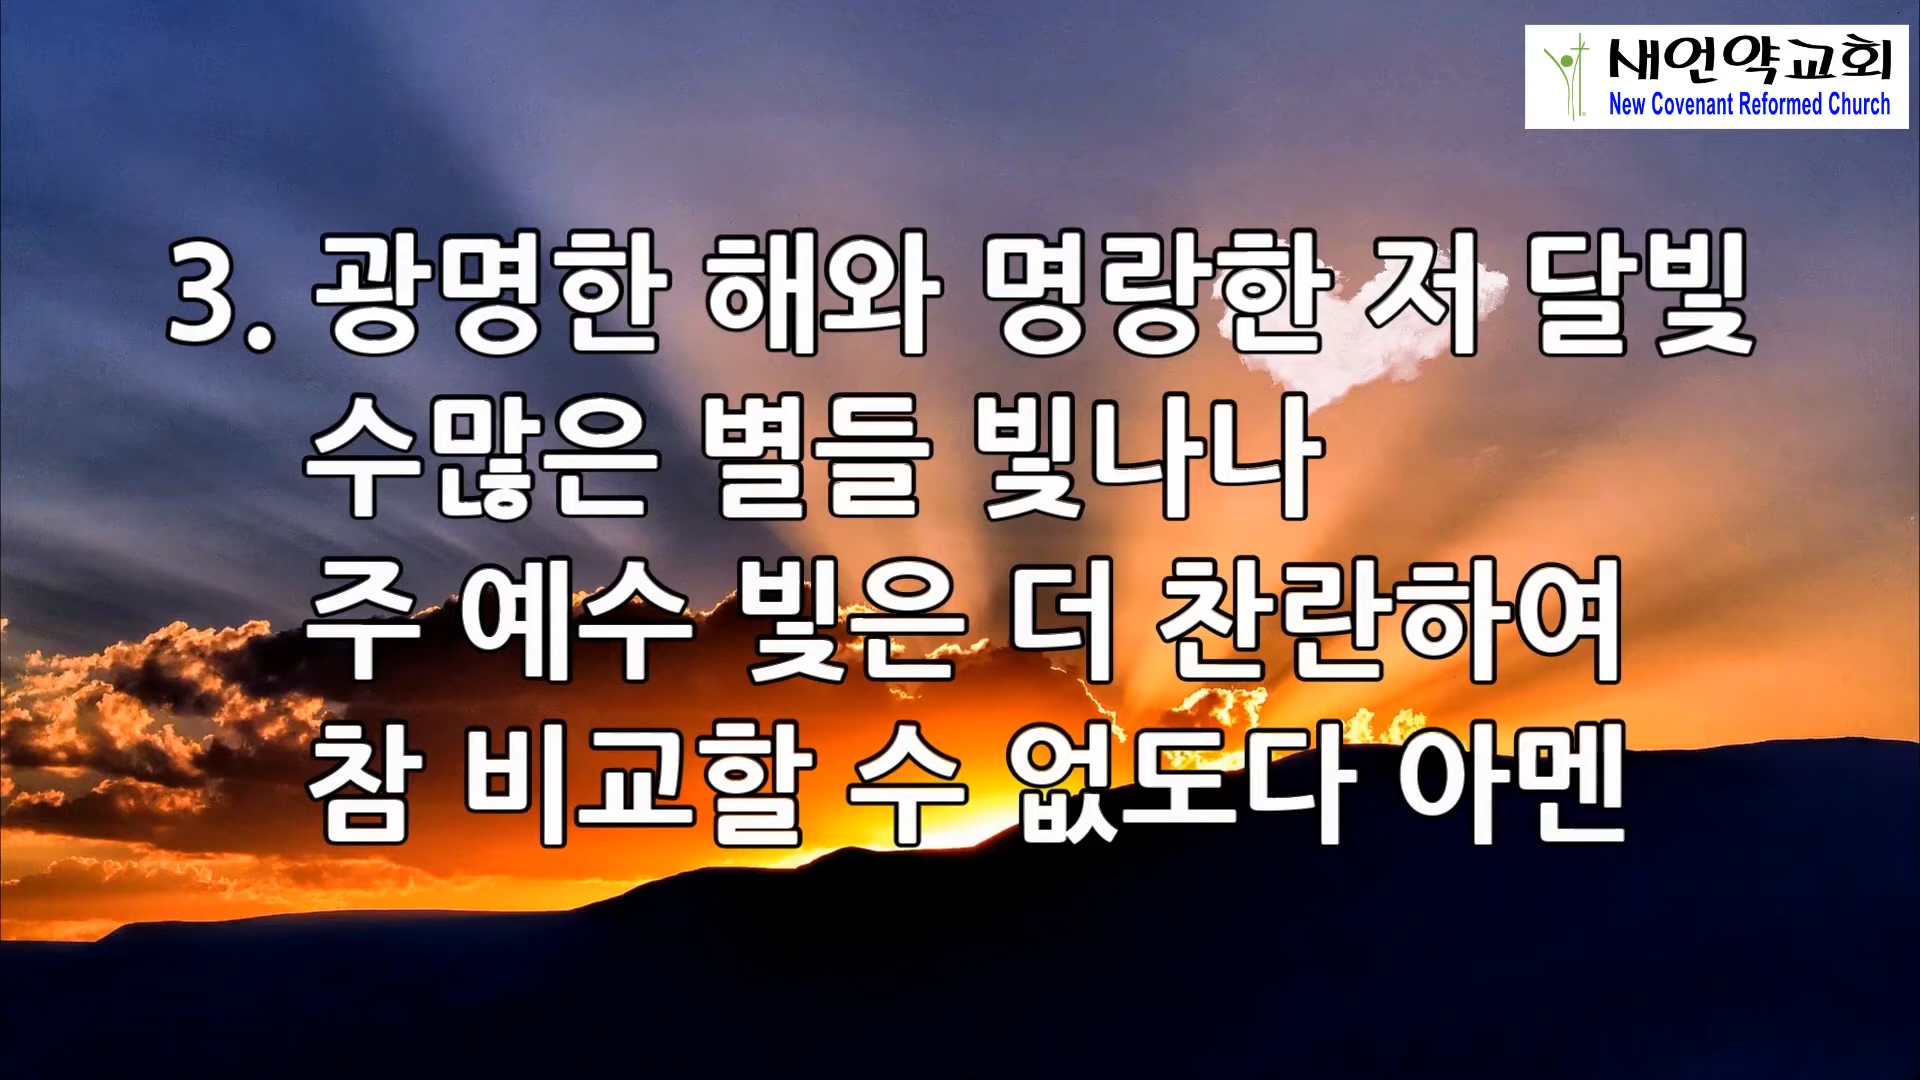 새언약교회
New Covenant Reformed Church
3. 광명한 해와 명랑한 저 달빛
수많은 별들 빛나나
주 예수 빛은 더 찬란하여
참 비교할 수 없도다 아멘